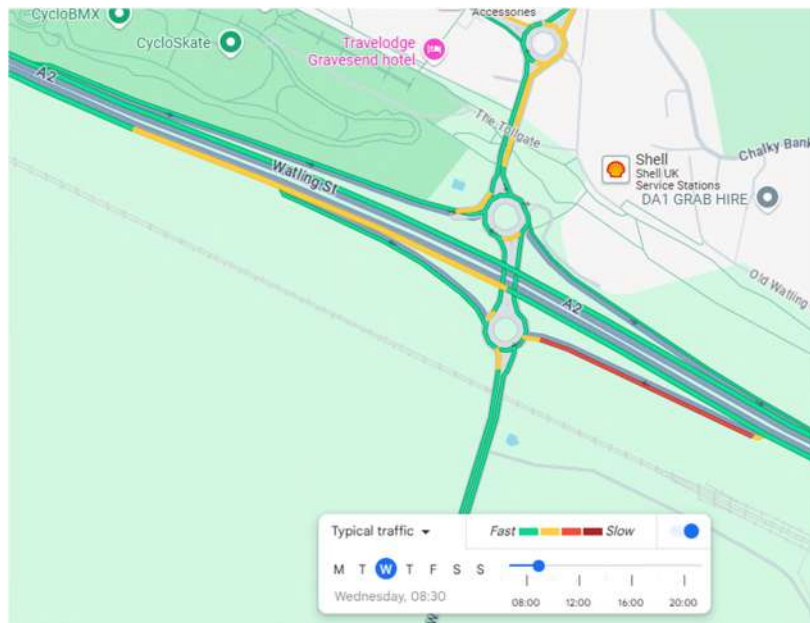 Accessories
CycloBMX
CycloSkate
Travelodge
Gravesend hotel
A2
The Tollgate
Chalky Bank
Shell
Shell UK
Service Stations
DA1 GRAB HIRE
Watling St
Old Watling
A2
W
Typical traffic
Fast
Slow
M T W T F S S
Wednesday, 08:30
08:00 12:00 16:00 20:00